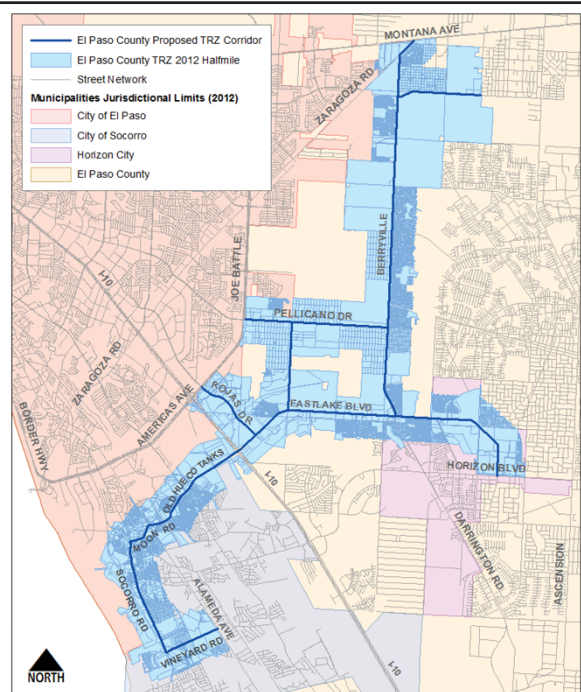 El Paso County Proposed TRZ Corridor
El Paso County TRZ 2012 Halfmile
Street Network
Municipalities Jurisdictional Limits (2012)
City of El Paso
City of Socorro
Horizon City
El Paso County
MONTANA AVE
ZARAGOZA RD
BERRYVILLE
JOE BATTLE
I-10
PELLICANO DR
ZARAGOZA RD
AMERICAS AVE
ROJAS DR
EASTLAKE BLVD
BORDER HWY
HORIZON BLVD
OLD HUECO TANKS
I-10
MOON RD
DARRINGTON RD
ASCENSION
SOCORRO RD
ALAMEDA AVE
VINEYARD RD
I-10
NORTH